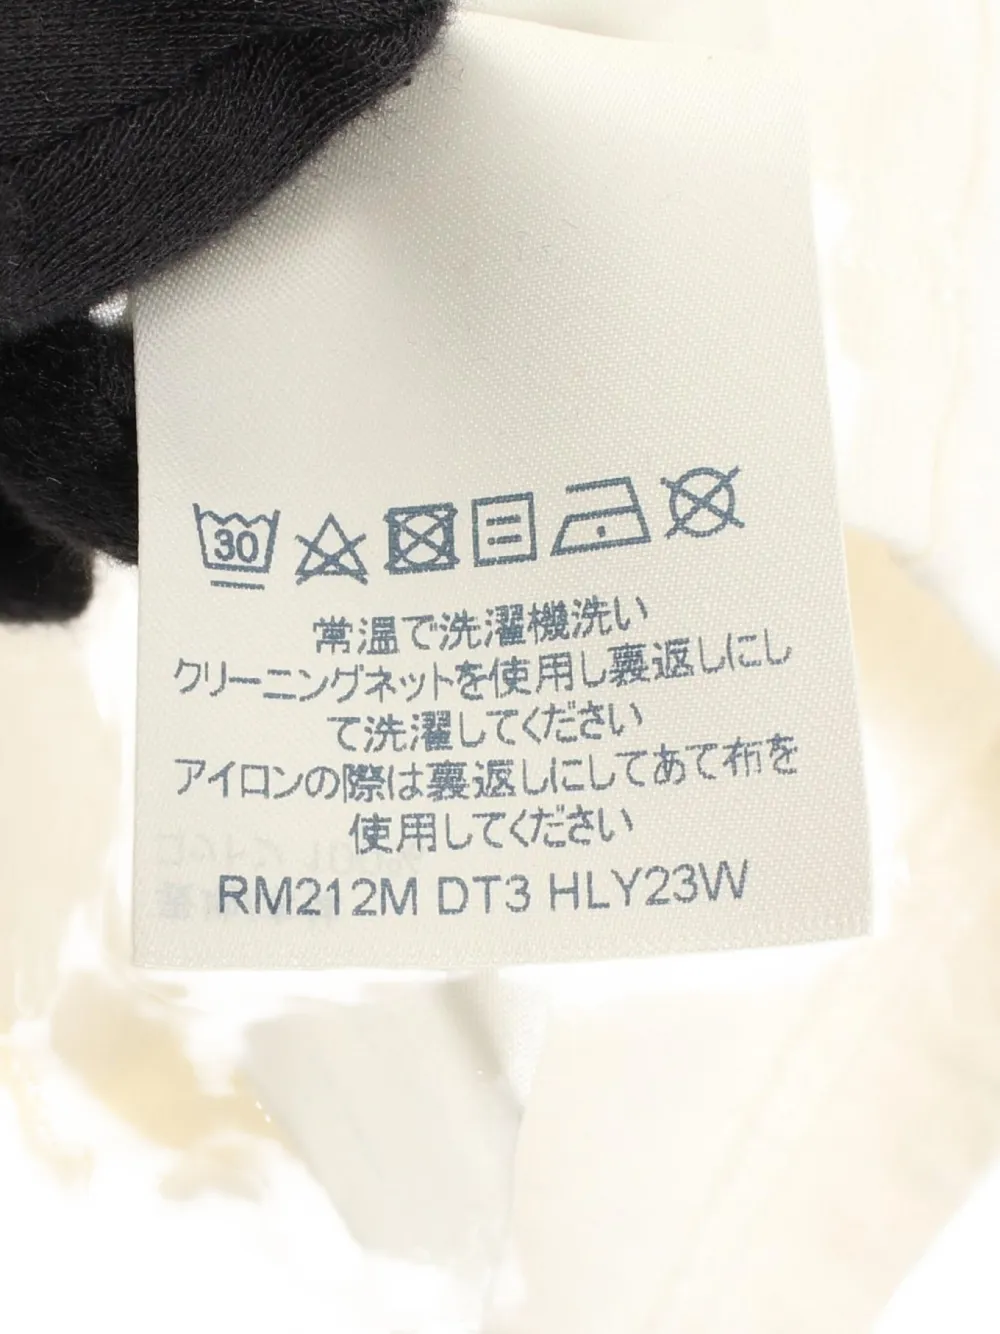 30
常温で洗濯機洗い
クリーニングネットを使用し裏返しにし
て洗濯してください
アイロンの際は裏返しにしてあて布を
使用してください
RM212M DT3 HLY23W